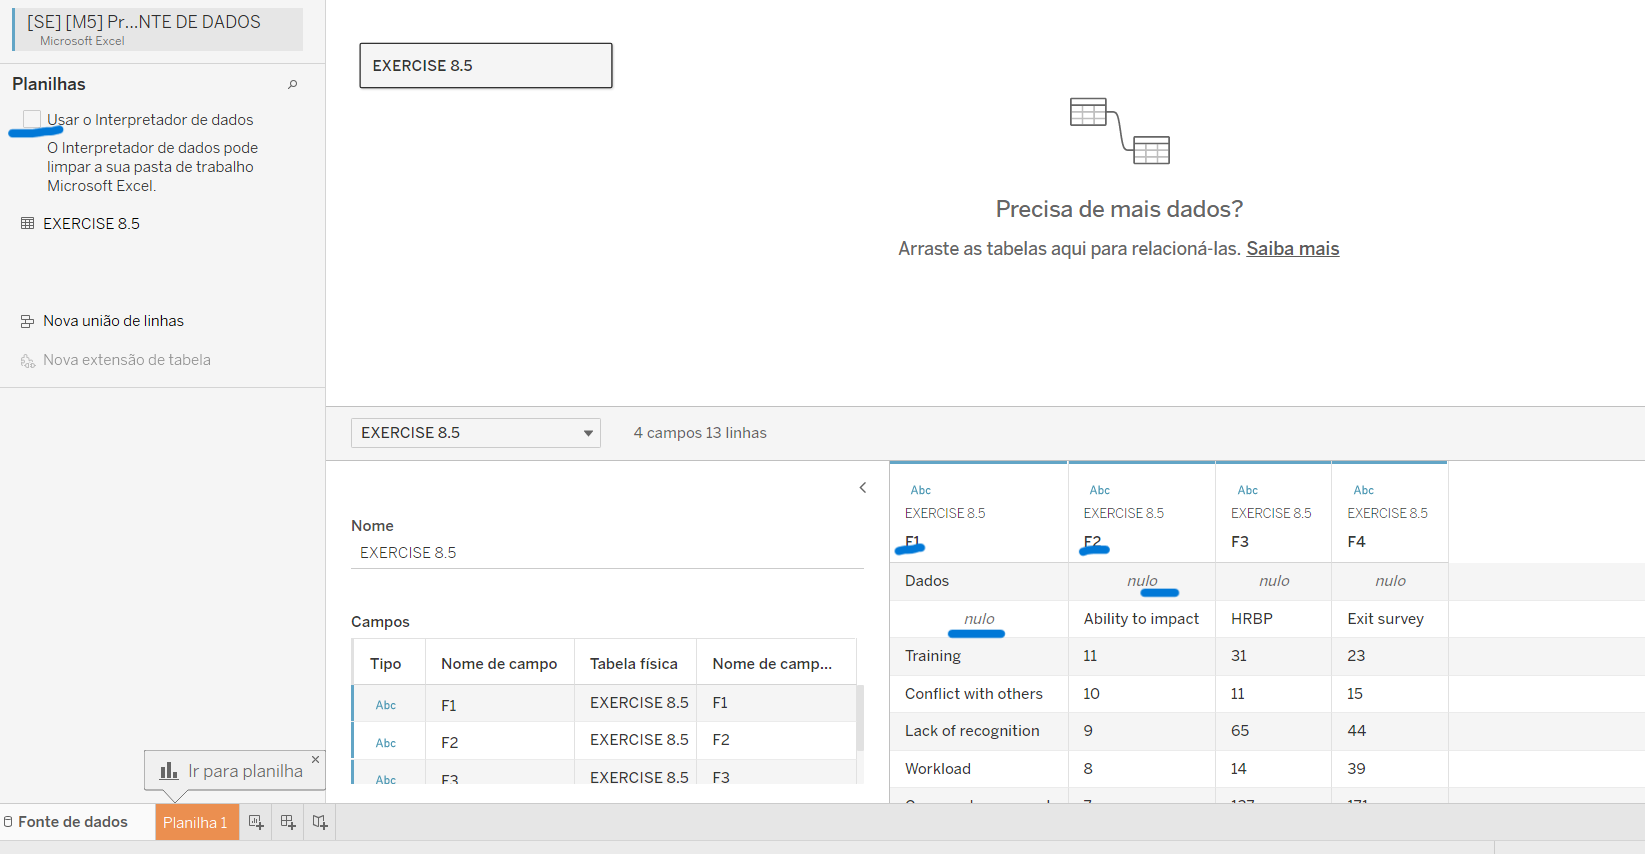 [SE] [M5] Pr...NTE DE DADOS
Microsoft Excel
Planilhas
Usar o Interpretador de dados
O Interpretador de dados pode
limpar a sua pasta de trabalho
Microsoft Excel.
EXERCISE 8.5
Nova união de linhas
Nova extensão de tabela
EXERCISE 8.5
Precisa de mais dados?
Arraste as tabelas aqui para relacioná-las. Saiba mais
EXERCISE 8.5 4 campos 13 linhas
Nome
EXERCISE 8.5
Campos
Tipo Nome de campo Tabela física Nome de camp...
Abc F1 EXERCISE 8.5 F1
Abc F2 EXERCISE 8.5 F2
Abc F3 EXERCISE 8.5 F3
Abc Abc Abc Abc
EXERCISE 8.5 EXERCISE 8.5 EXERCISE 8.5 EXERCISE 8.5
F1 F2 F3 F4
Dados nulo nulo nulo
nulo Ability to impact HRBP Exit survey
Training 11 31 23
Conflict with others 10 11 15
Lack of recognition 9 65 44
Workload 8 14 39
Ir para planilha
Fonte de dados Planilha 1